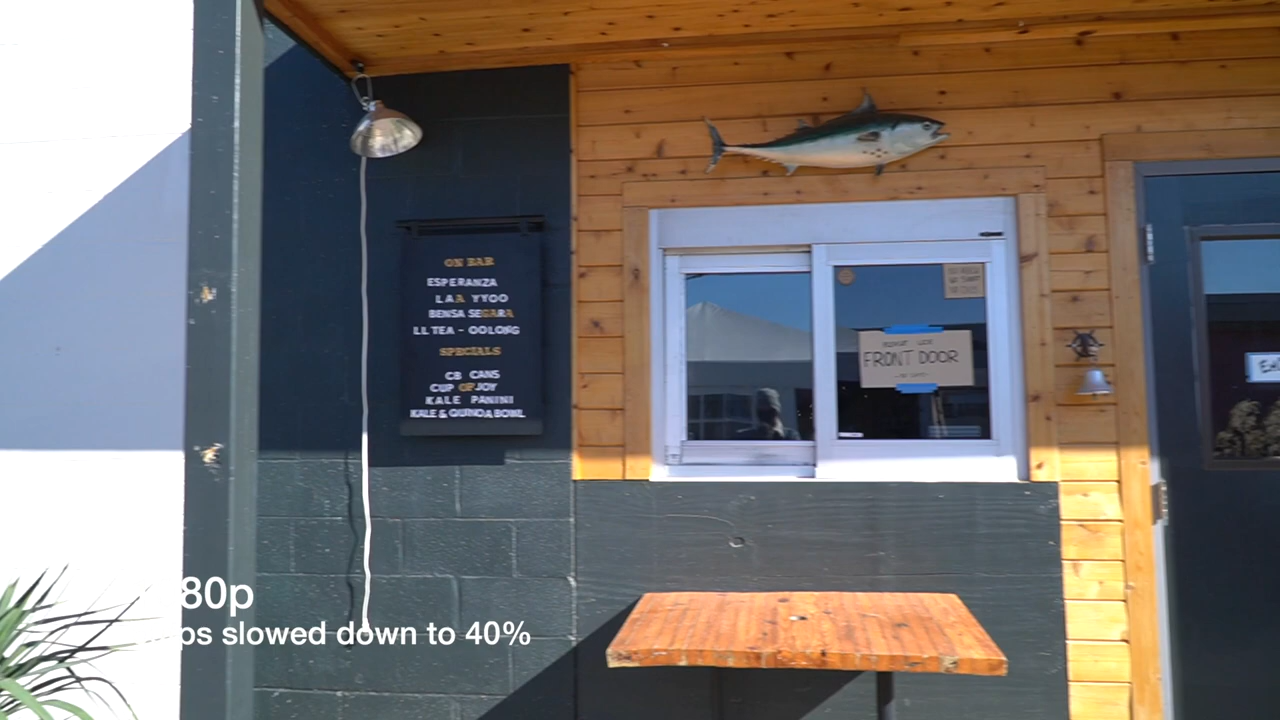 ON BAR
ESPERANZA
LAA YYOO
BENSA SEGARA
LL TEA - OOLONG
SPECIALS
CB CANS
CUP OF JOY
KALE PANINI
KALE & QUINOA BOWL
FRONT DOOR
80p
ps slowed down to 40%